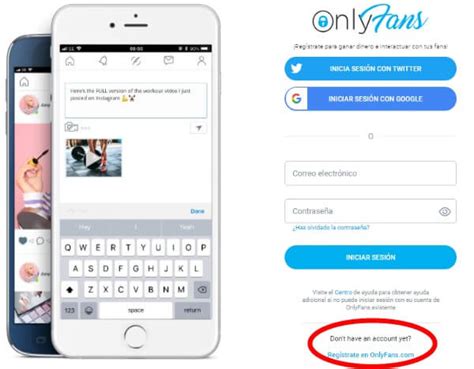 08:00
Here's the FULL version of the workout video I just
posted on Instagram 💪
Done
Hey I I'm
Q W E R T Y U I O P
A S D F G H J K L
Z X C V B N M
123 space return
OnlyFans
¡Regístrate para ganar dinero e interactuar con tus fans!
INICIA SESIÓN CON TWITTER
INICIAR SESIÓN CON GOOGLE
O
Correo electrónico
Contraseña
¿Has olvidado la contraseña?
INICIAR SESIÓN
Visite el Centro de ayuda para obtener ayuda
adicional si no puede iniciar sesión con su cuenta de
OnlyFans existente
Don't have an account yet?
Regístrate en OnlyFans.com